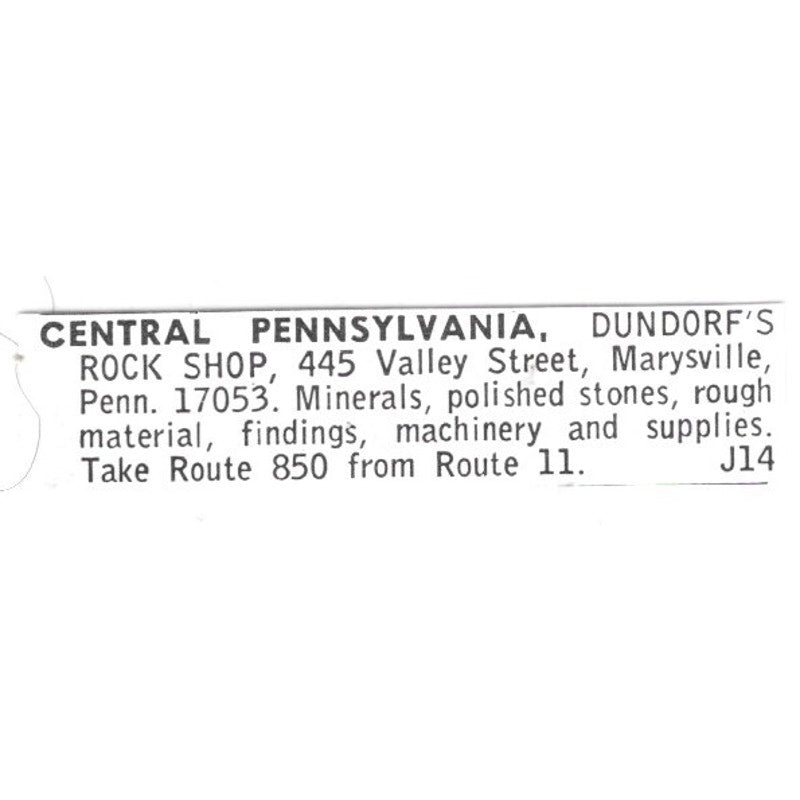 CENTRAL PENNSYLVANIA, DUNDORF'S
ROCK SHOP, 445 Valley Street, Marysville,
Penn. 17053. Minerals, polished stones, rough
material, findings, machinery and supplies.
Take Route 850 from Route 11. J14